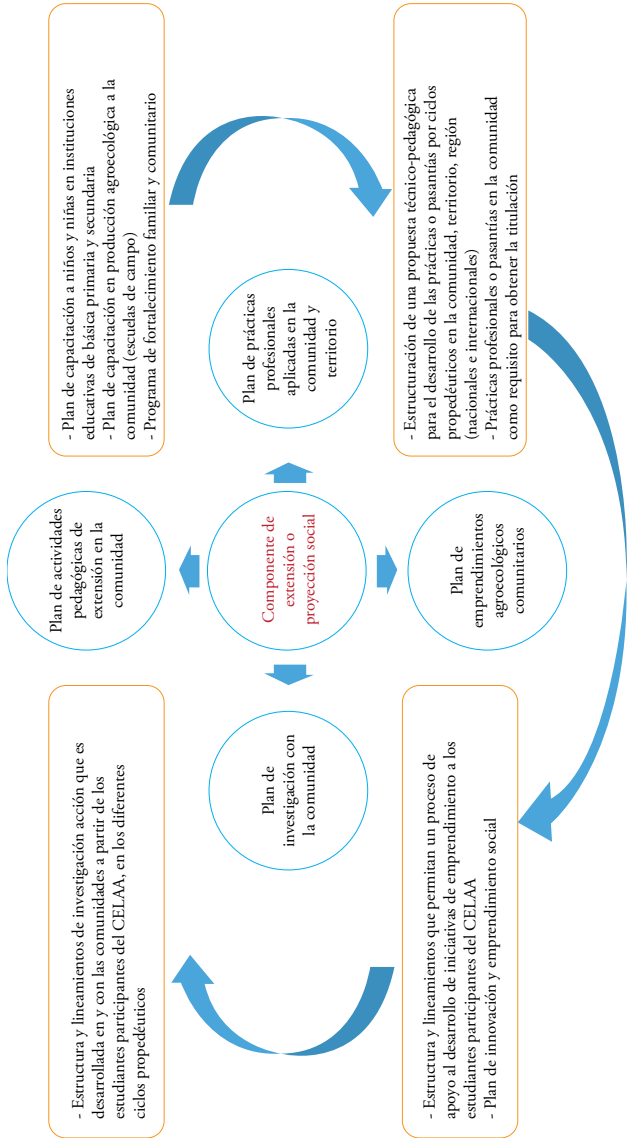 - Estructura y lineamientos de investigación acción que es
desarrollada en y con las comunidades a partir de los
estudiantes participantes del CELAA, en los diferentes
ciclos propedéuticos
Plan de actividades
pedagógicas de
extensión en la
comunidad
- Plan de capacitación a niños y niñas en instituciones
educativas de básica primaria y secundaria
- Plan de capacitación en producción agroecológica a la
comunidad (escuelas de campo)
- Programa de fortalecimiento familiar y comunitario
Plan de
investigación con
la comunidad
Componente de
extensión o
proyección social
Plan de prácticas
profesionales
aplicadas en la
comunidad y
territorio
- Estructura y lineamientos que permitan un proceso de
apoyo al desarrollo de iniciativas de emprendimiento a los
estudiantes participantes del CELAA
- Plan de innovación y emprendimiento social
Plan de
emprendimientos
agroecológicos
comunitarios
- Estructuración de una propuesta técnico-pedagógica
para el desarrollo de las prácticas o pasantías por ciclos
propedéuticos en la comunidad, territorio, región
(nacionales e internacionales)
- Prácticas profesionales o pasantías en la comunidad
como requisito para obtener la titulación